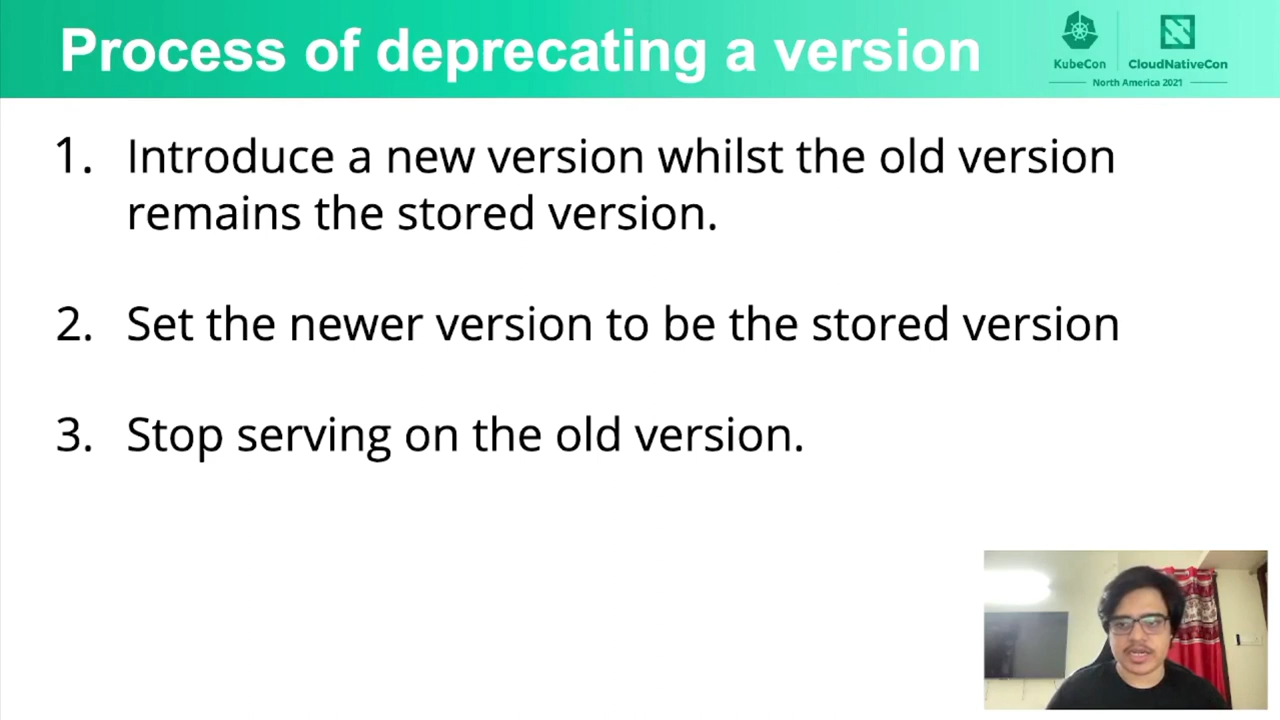 Process of deprecating a version
KubeCon
CloudNativeCon
North America 2021
1. Introduce a new version whilst the old version
remains the stored version.
2. Set the newer version to be the stored version
3. Stop serving on the old version.